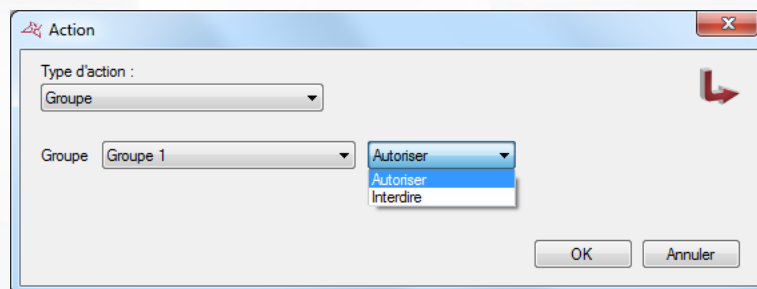 Action
Type d'action :
Groupe
Groupe Groupe 1 Autoriser
Autoriser
Interdire
OK Annuler